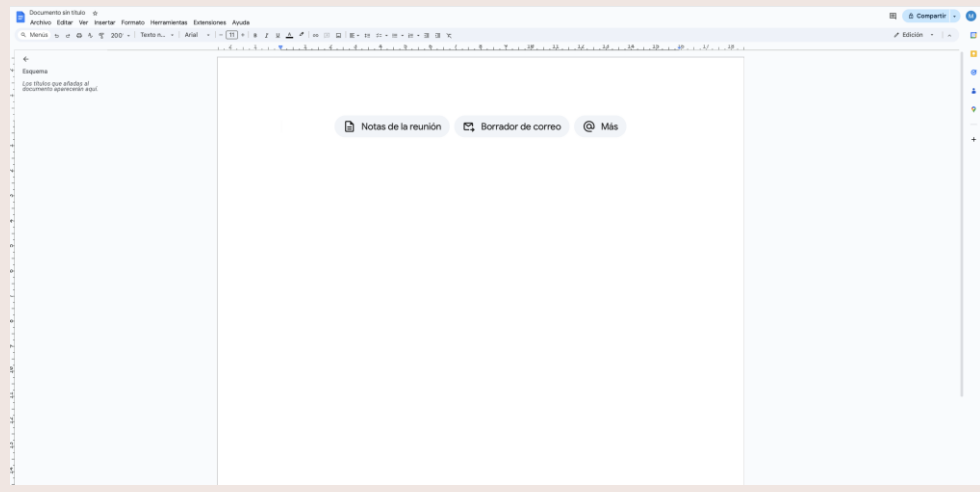 Documento sin título
Archivo Editar Ver Insertar Formato Herramientas Extensiones Ayuda
Compartir
M
Menús 200 Texto n... Arial 11 Edición
Esquema
Los títulos que añadas al
documento aparecerán aquí.
Notas de la reunión Borrador de correo Más